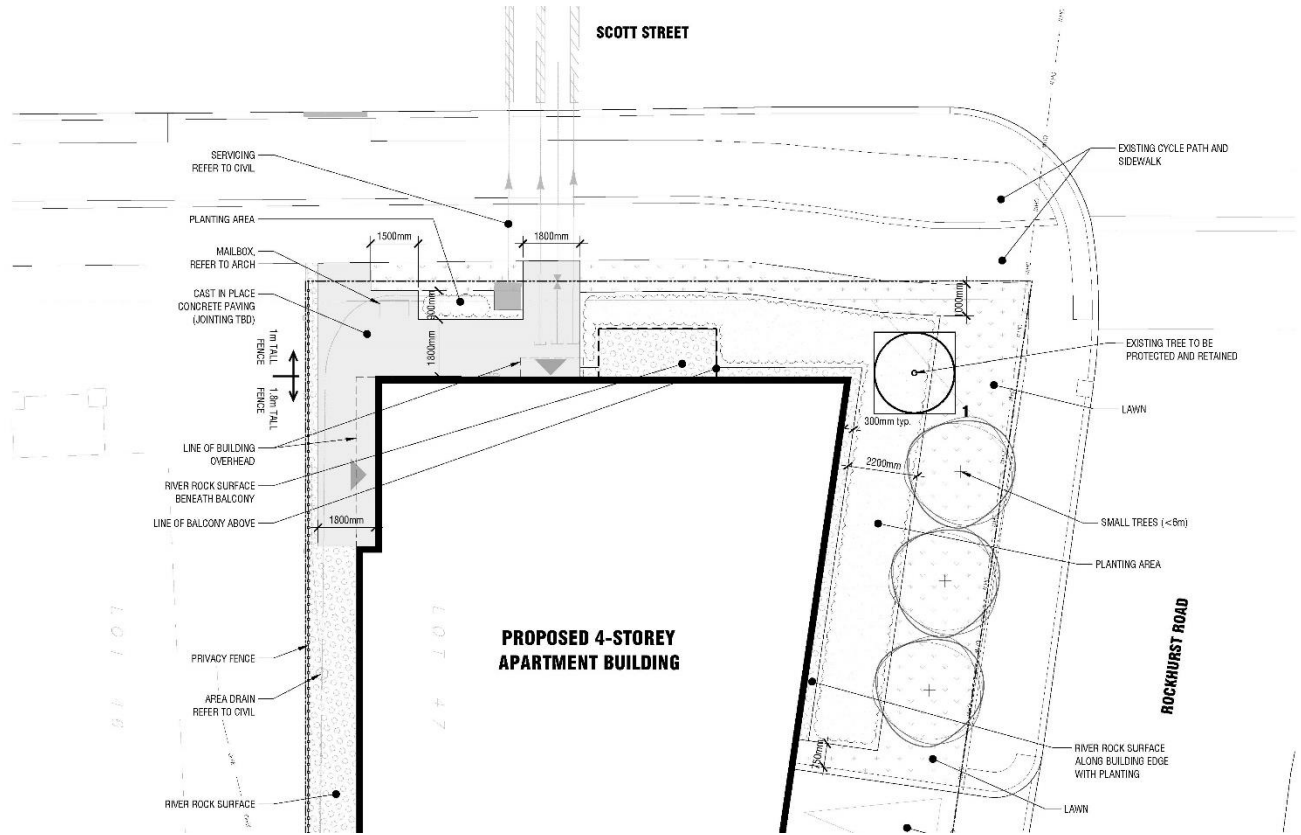 SCOTT STREET
SERVICING
REFER TO CIVIL
PLANTING AREA
1500mm
1800mm
MAILBOX,
REFER TO ARCH
CAST IN PLACE
CONCRETE PAVING
(JOINTING TBD)
1m TALL
FENCE
1.8m TALL
FENCE
900mm
1800mm
1000mm
EXISTING CYCLE PATH AND
SIDEWALK
EXISTING TREE TO BE
PROTECTED AND RETAINED
LAWN
1
300mm typ.
2200mm
LINE OF BUILDING
OVERHEAD
RIVER ROCK SURFACE
BENEATH BALCONY
LINE OF BALCONY ABOVE
1800mm
SMALL TREES (<6m)
PLANTING AREA
LOT 47
PROPOSED 4-STOREY
APARTMENT BUILDING
ROCKHURST ROAD
PRIVACY FENCE
AREA DRAIN
REFER TO CIVIL
RIVER ROCK SURFACE
750mm
RIVER ROCK SURFACE
ALONG BUILDING EDGE
WITH PLANTING
LAWN